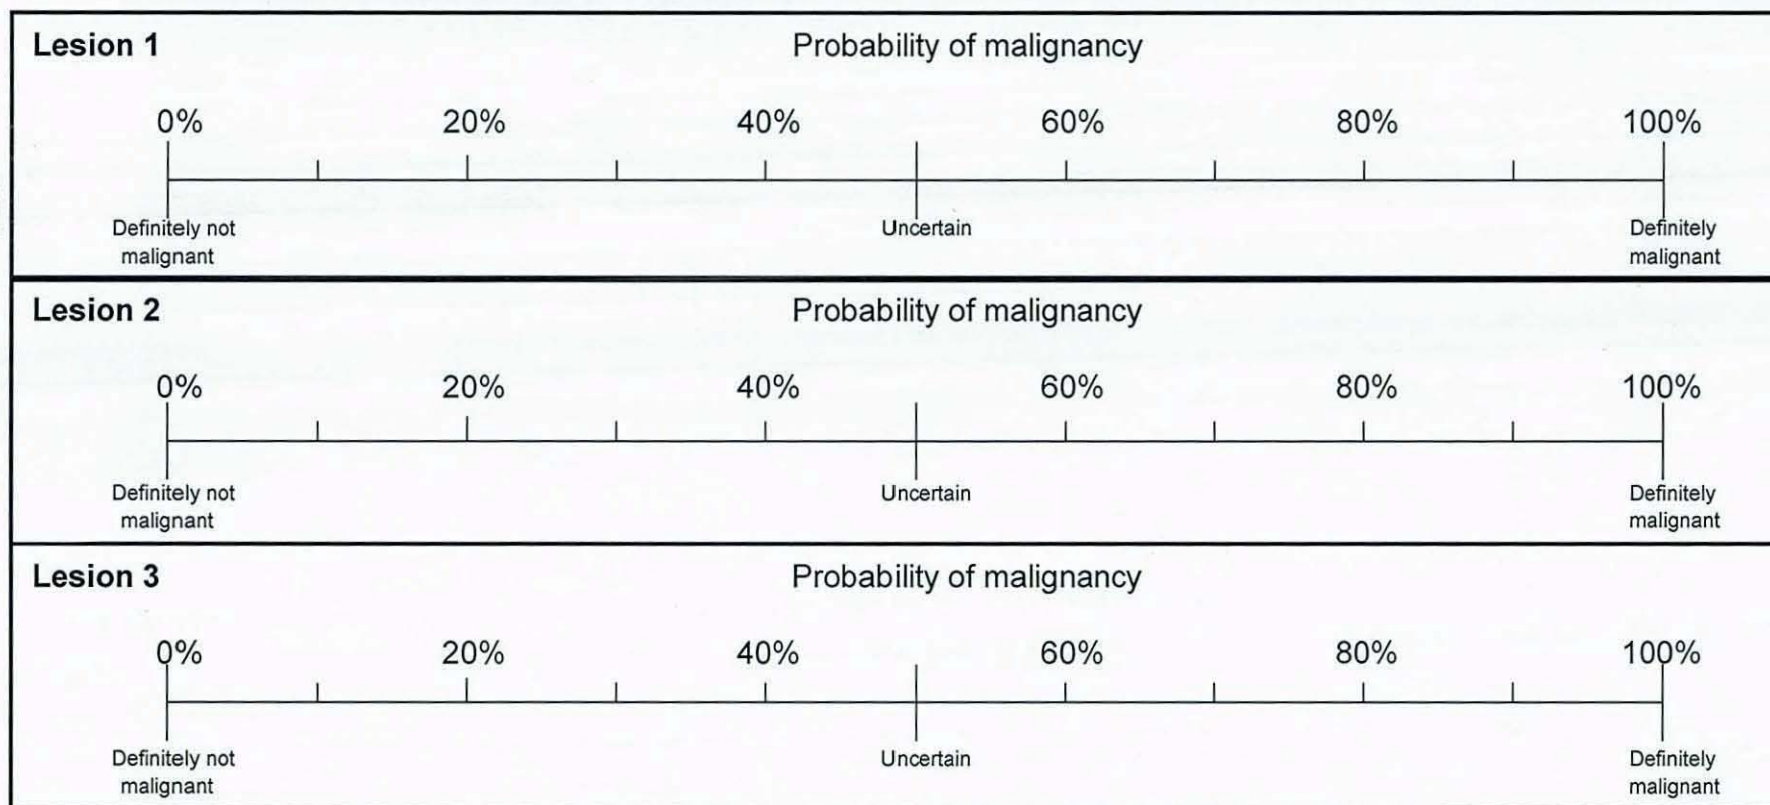 Lesion 1
Probability of malignancy
0% 20% 40% 60% 80% 100%
Definitely not
malignant
Uncertain
Definitely
malignant
Lesion 2
Probability of malignancy
0% 20% 40% 60% 80% 100%
Definitely not
malignant
Uncertain
Definitely
malignant
Lesion 3
Probability of malignancy
0% 20% 40% 60% 80% 100%
Definitely not
malignant
Uncertain
Definitely
malignant